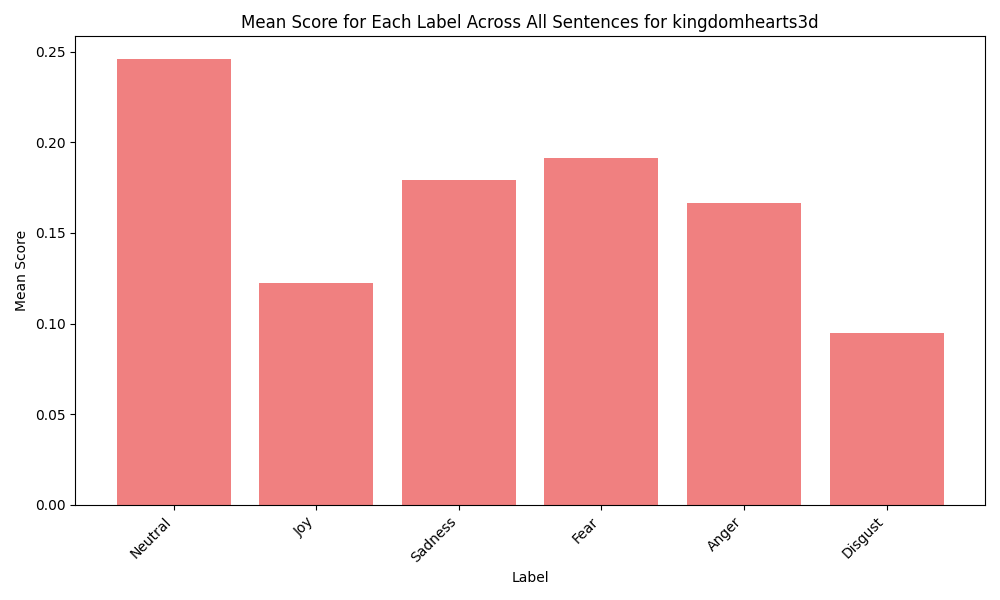 Mean Score for Each Label Across All Sentences for kingdomhearts3d
Mean Score
0.25
0.20
0.15
0.10
0.05
0.00
Neutral
Joy
Sadness
Fear
Anger
Disgust
Label